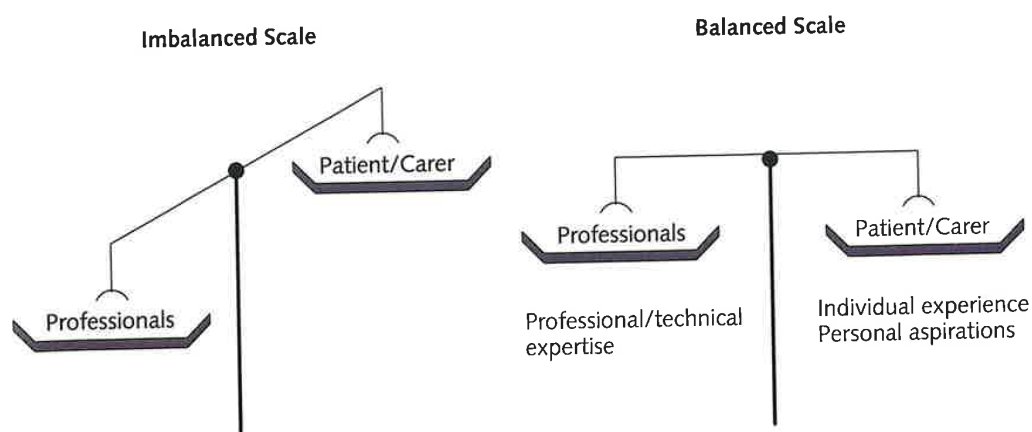 Imbalanced Scale
Patient/Carer
Professionals
Balanced Scale
Professionals
Patient/Carer
Professional/technical
expertise
Individual experience
Personal aspirations